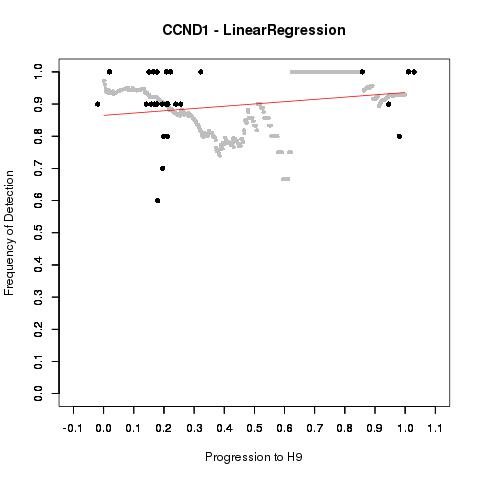 CCND1 - LinearRegression
1.0
0.9
0.8
0.7
0.6
0.5
0.4
0.3
0.2
0.1
0.0
Frequency of Detection
-0.1 0.0 0.1 0.2 0.3 0.4 0.5 0.6 0.7 0.8 0.9 1.0 1.1
Progression to H9